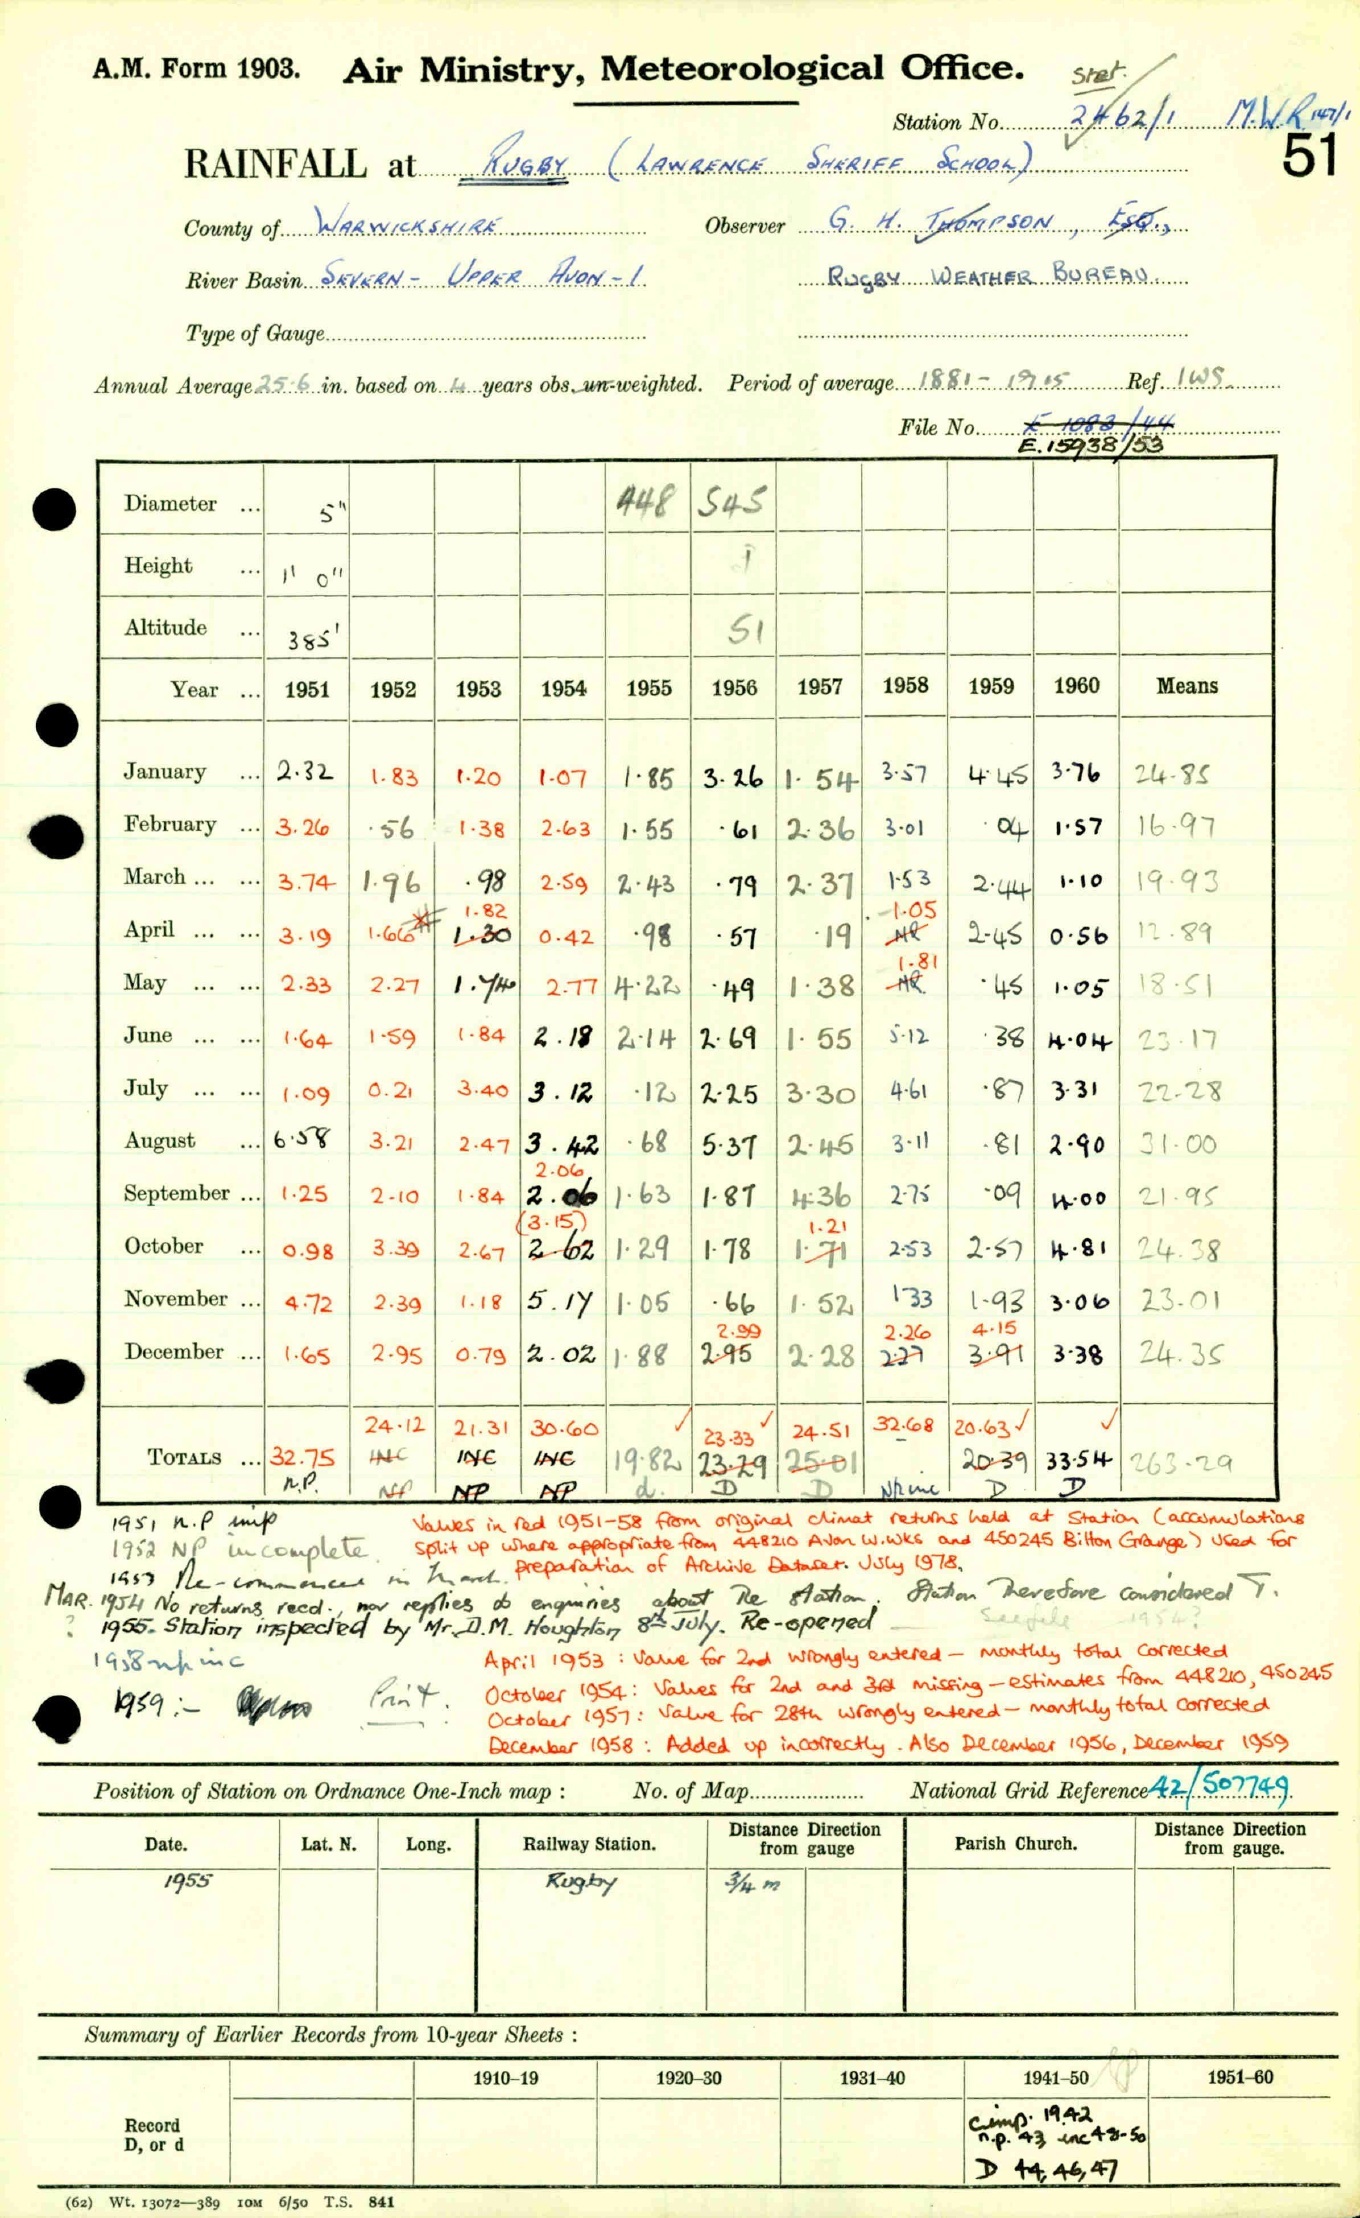 A.M. Form 1903. Air Ministry, Meteorological Office.
Stet.
Station No. 2462/1 M.W.R 147/1
51
RAINFALL at RUGBY (LAWRENCE SHERIFF SCHOOL)
County of WARWICKSHIRE Observer G. H. THOMPSON, ESQ.,
River Basin SEVERN - UPPER AVON - 1 RUGBY WEATHER BUREAU.
Type of Gauge
Annual Average 25.6 in. based on 4 years obs. un-weighted. Period of average 1881 - 1915 Ref. IWS.
File No. E 1083/44
E.15938/53
Diameter ... 5" 448 545
Height ... 1' 0" 1
Altitude ... 385' 51
Year ... 1951 1952 1953 1954 1955 1956 1957 1958 1959 1960 Means
January ... 2.32 1.83 1.20 1.07 1.85 3.26 1.54 3.57 4.45 3.76 24.85
February ... 3.26 .56 1.38 2.63 1.55 .61 2.36 3.01 .04 1.57 16.97
March ... ... 3.74 1.96 .98 2.59 2.43 .79 2.37 1.53 2.44 1.10 19.93
1.82 1.05
April ... ... 3.19 1.66 1.30 0.42 .98 .57 .19 NR 2.45 0.56 12.89
1.81
May ... ... 2.33 2.27 1.74 2.77 4.22 .49 1.38 NR .45 1.05 18.51
June ... ... 1.64 1.59 1.84 2.18 2.14 2.69 1.55 5.12 .38 4.04 23.17
July ... ... 1.09 0.21 3.40 3.12 .12 2.25 3.30 4.61 .87 3.31 22.28
August ... 6.58 3.21 2.47 3.42 .68 5.37 2.45 3.11 .81 2.90 31.00
2.06
September ... 1.25 2.10 1.84 2.06 1.63 1.87 4.36 2.75 .09 4.00 21.95
(3.15) 1.21
October ... 0.98 3.39 2.67 2.62 1.29 1.78 1.71 2.53 2.57 4.81 24.38
November ... 4.72 2.39 1.18 5.17 1.05 .66 1.52 1.33 1.93 3.06 23.01
2.99 2.26 4.15
December ... 1.65 2.95 0.79 2.02 1.88 2.95 2.28 2.27 3.91 3.38 24.35
24.12 21.31 30.60 ✓ 23.33 ✓ 24.51 32.68 20.63 ✓ ✓
TOTALS ... 32.75 INC INC INC 19.82 23.29 25.01 20.39 33.54 263.29
n.P. NP NP NP d. D D NP inc D D
1951 n.P imp
1952 NP incomplete
1953 Re-commenced in March.
Values in red 1951-58 from original climat returns held at Station (accumulations
split up where appropriate from 448210 Avon W.Wks and 450245 Bilton Grange) used for
preparation of Archive Dataset. July 1978.
MAR. 1954 No returns recd., nor replies to enquiries about the station. Station therefore considered T.
? 1955. Station inspected by Mr. D.M. Houghton 8th July. Re-opened
See file 1954?
1958 np inc
1959 :- Print.
April 1953 : Value for 2nd wrongly entered - monthly total corrected
October 1954 : Values for 2nd and 3rd missing - estimates from 448210, 450245
October 1957 : Value for 28th wrongly entered - monthly total corrected
December 1958 : Added up incorrectly. Also December 1956, December 1959
Position of Station on Ordnance One-Inch map : No. of Map National Grid Reference 42/507749
Date. Lat. N. Long. Railway Station. Distance from Direction gauge Parish Church. Distance from Direction gauge.
1955 Rugby 3/4 m
Summary of Earlier Records from 10-year Sheets :
1910–19 1920–30 1931–40 1941–50 1951–60
Record
D, or d
Comp. 1942
n.p. 43, inc 48-50
D 44, 46, 47
(62) Wt. 13072—389 10M 6/50 T.S. 841